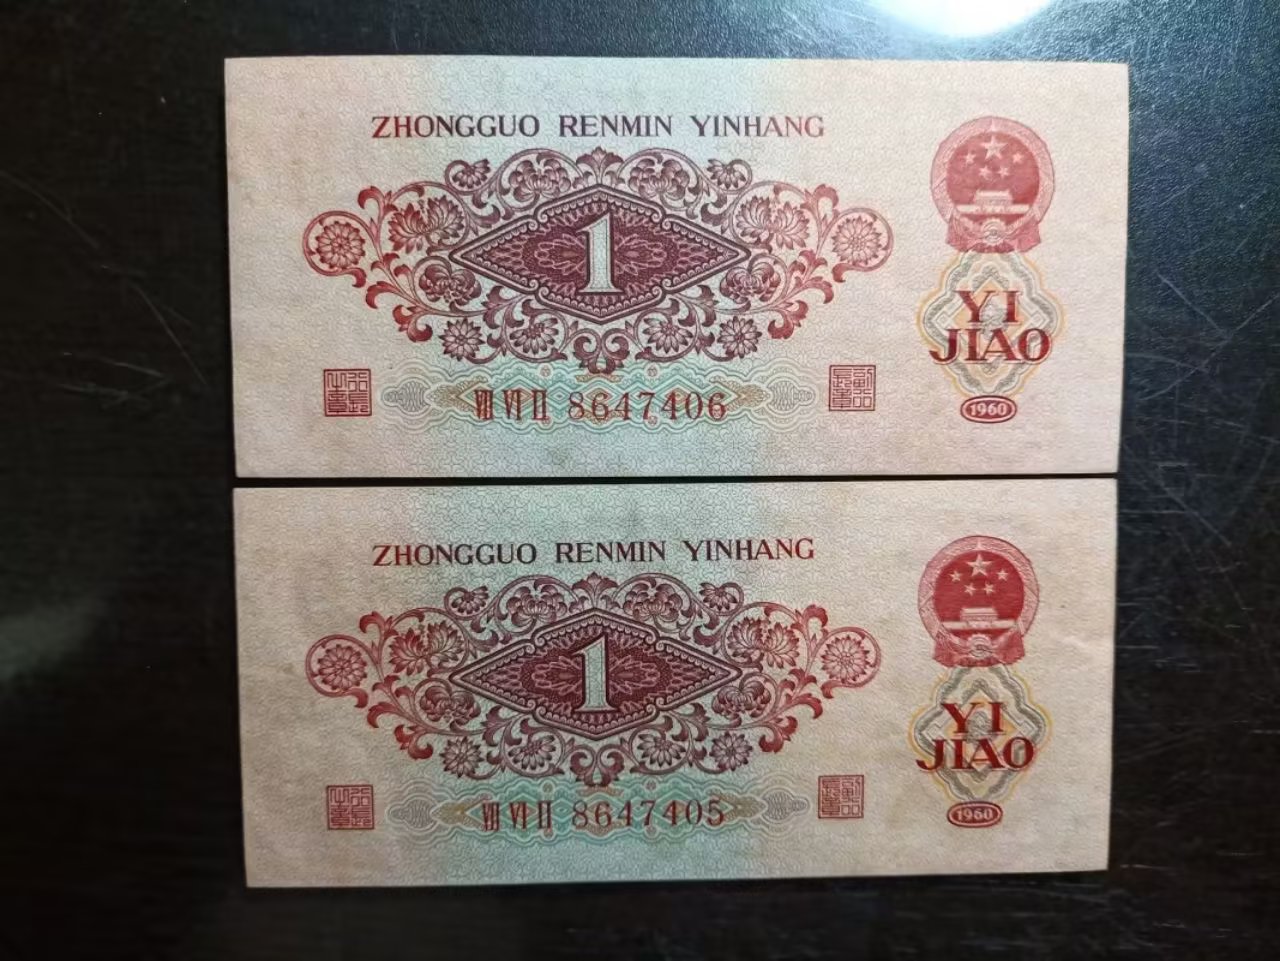 ZHONGGUO RENMIN YINHANG
1
YI
JIAO
1960
Ⅷ Ⅵ Ⅱ 8647406
ZHONGGUO RENMIN YINHANG
1
YI
JIAO
1960
Ⅷ Ⅵ Ⅱ 8647405